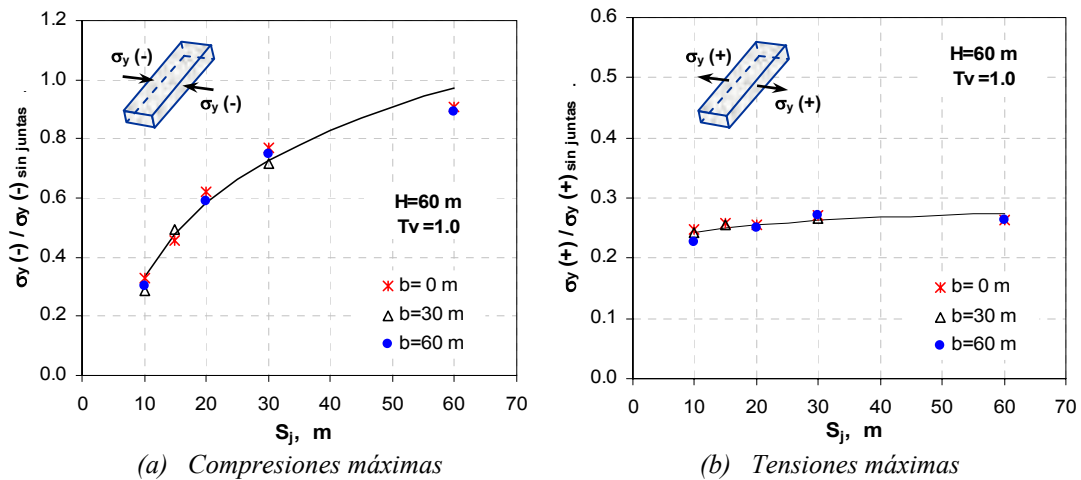 1.2
1.0
0.8
0.6
0.4
0.2
0.0
0 10 20 30 40 50 60 70
σy (-) / σy (-) sin juntas .
Sj, m
σy (-)
σy (-)
H=60 m
Tv =1.0
b= 0 m
b=30 m
b=60 m
(a) Compresiones máximas
0.6
0.5
0.4
0.3
0.2
0.1
0.0
0 10 20 30 40 50 60 70
σy (+) / σy (+) sin juntas .
Sj, m
σy (+)
σy (+)
H=60 m
Tv=1.0
b= 0 m
b=30 m
b=60 m
(b) Tensiones máximas